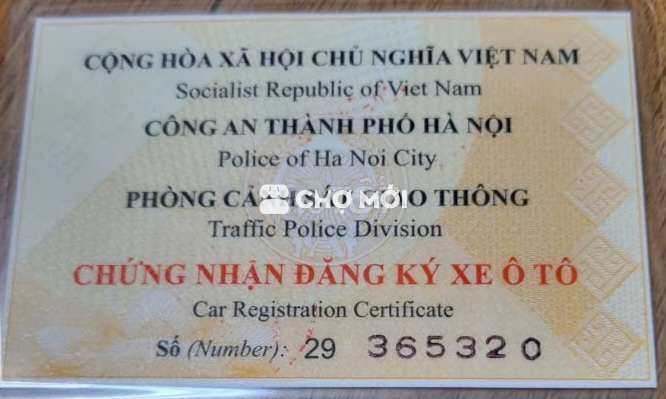 CỘNG HÒA XÃ HỘI CHỦ NGHĨA VIỆT NAM
Socialist Republic of Viet Nam
CÔNG AN THÀNH PHỐ HÀ NỘI
Police of Ha Noi City
PHÒNG THÔNG
CHỢ MỚI
Traffic Police Division
CHỨNG NHẬN ĐĂNG KÝ XE Ô TÔ
Car Registration Certificate
Số (Number): 29 365320